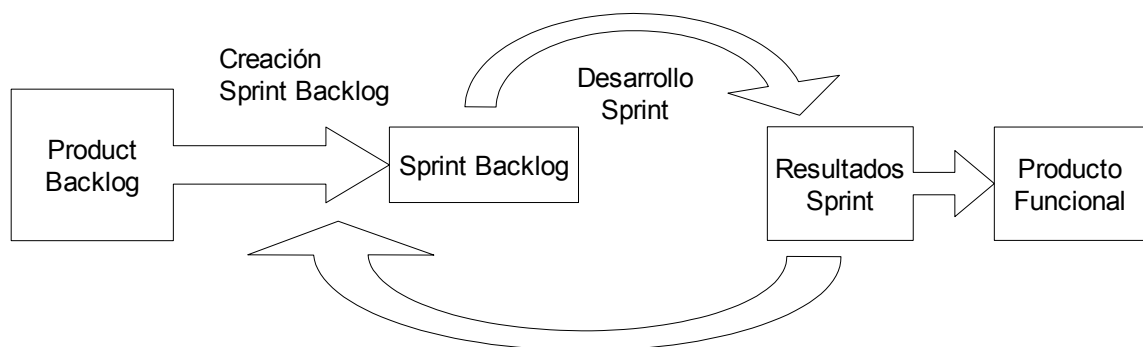 Creación
Sprint Backlog
Desarrollo
Sprint
Product
Backlog
Sprint Backlog
Resultados
Sprint
Producto
Funcional